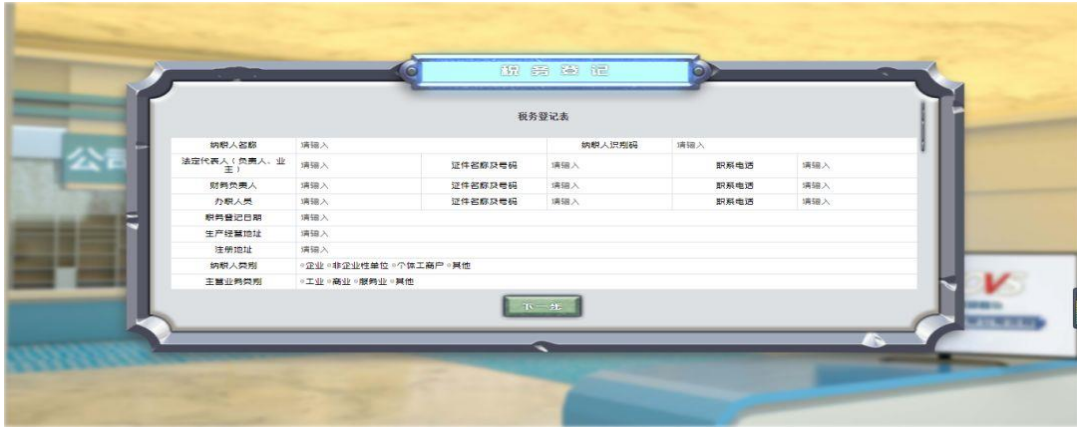 税务登记
税务登记表
纳税人名称 请输入 纳税人识别码 请输入
法定代表人（负责人、业主） 请输入 证件名称及号码 请输入 联系电话 请输入
财务负责人 请输入 证件名称及号码 请输入 联系电话 请输入
办税人员 请输入 证件名称及号码 请输入 联系电话 请输入
税务登记日期 请输入
生产经营地址 请输入
注册地址 请输入
纳税人类别 企业 非企业性单位 个体工商户 其他
主营业务类别 工业 商业 服务业 其他
下一步
公司